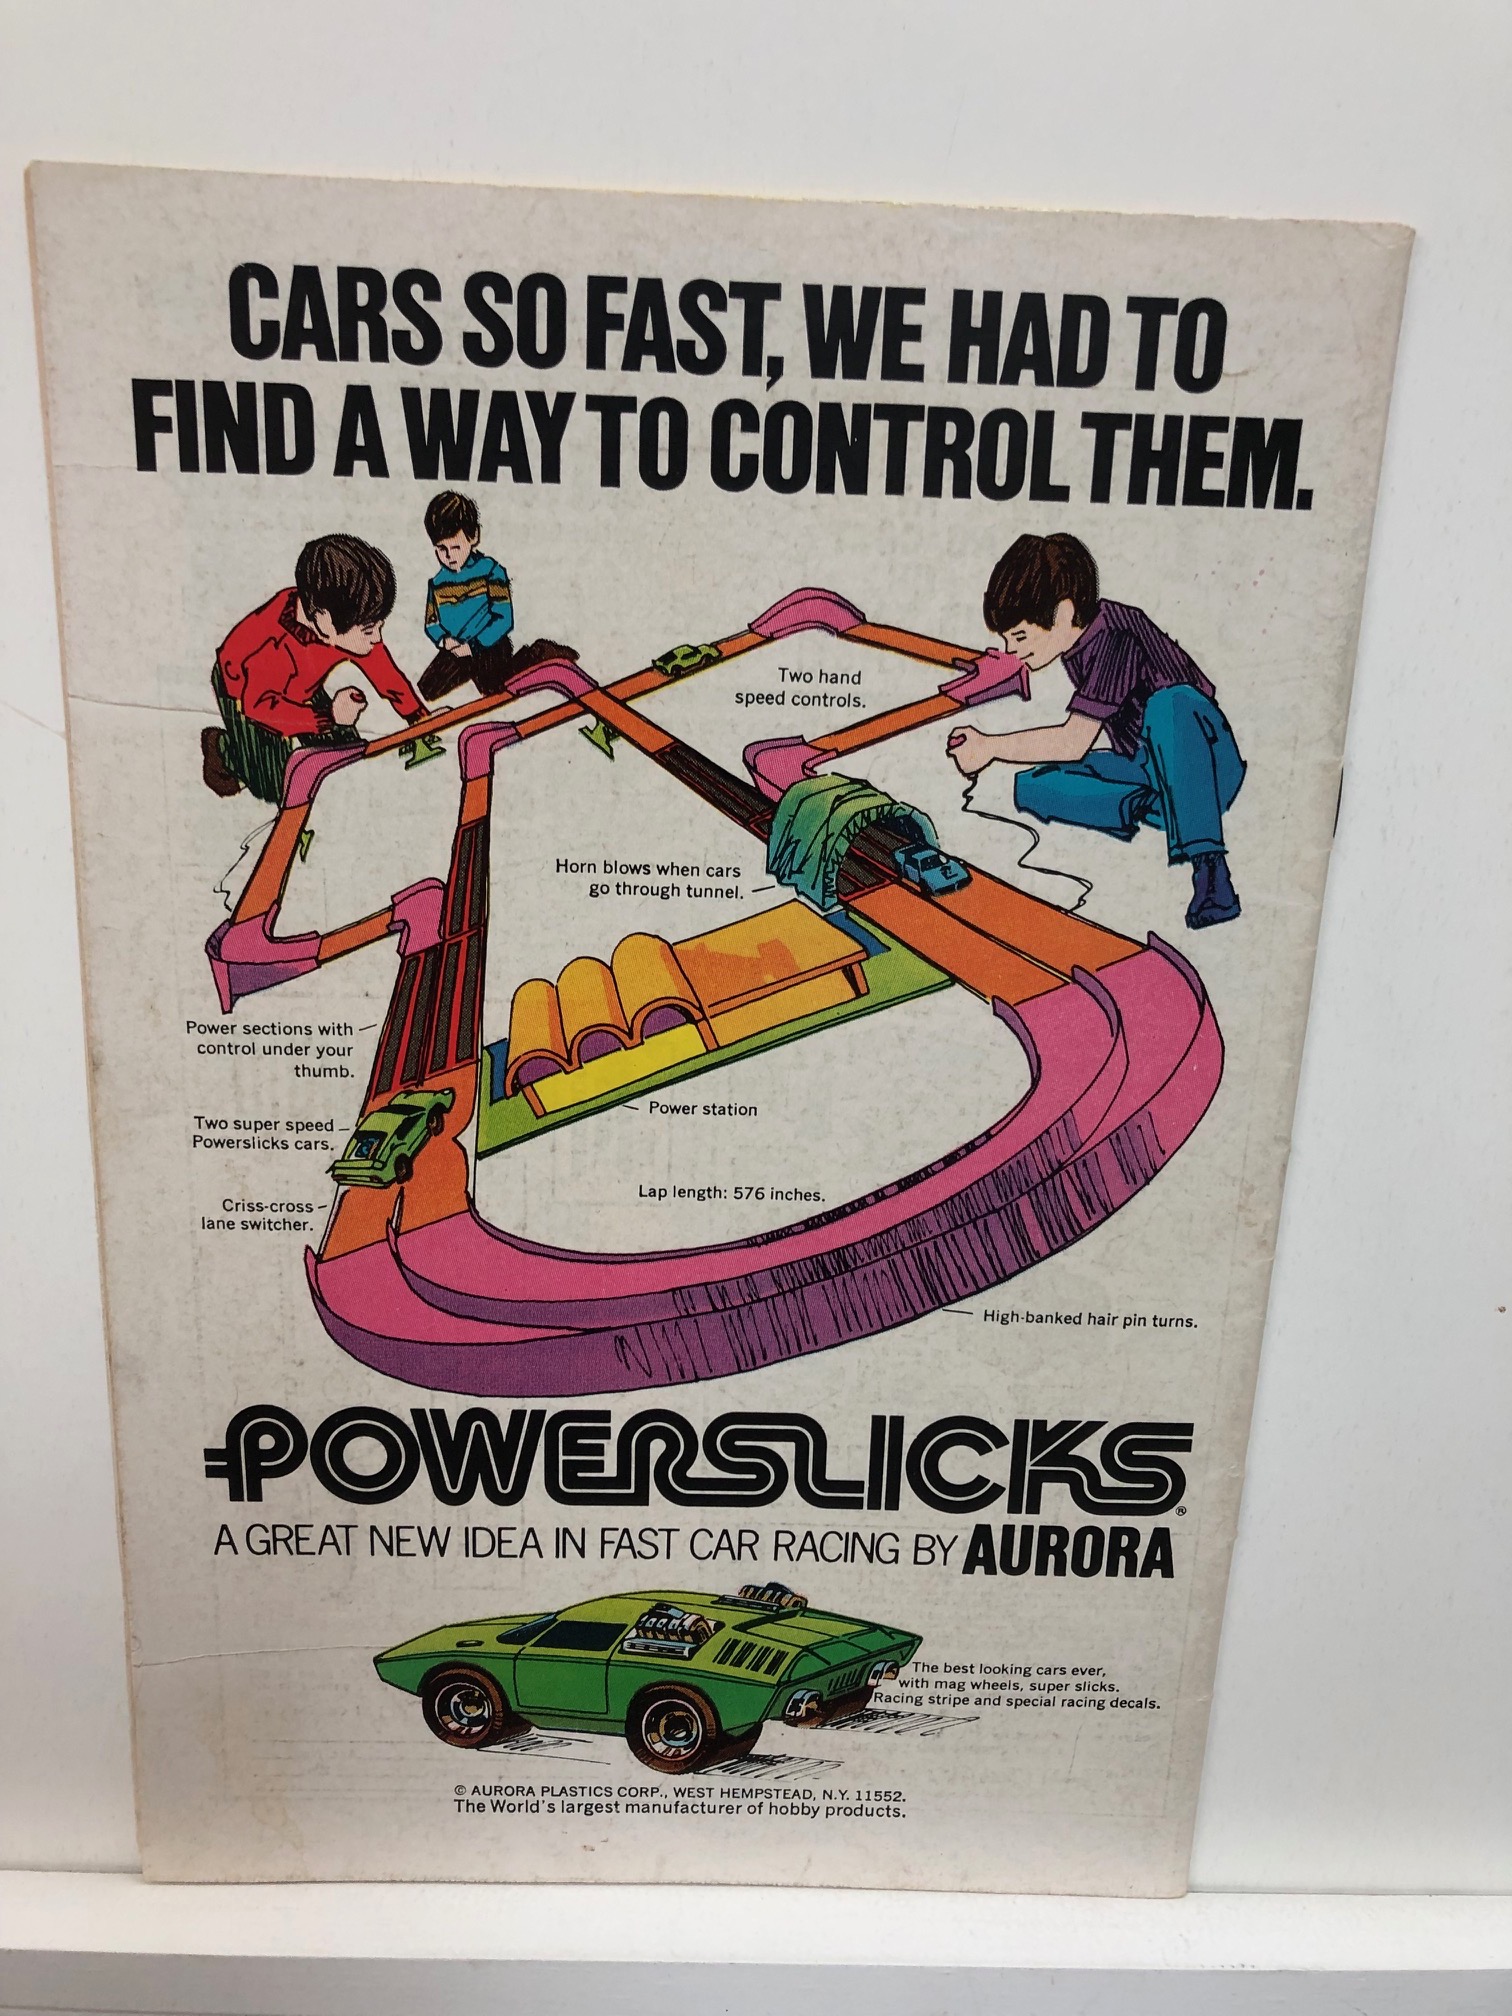 CARS SO FAST, WE HAD TO
FIND A WAY TO CONTROL THEM.
Two hand
speed controls.
Horn blows when cars
go through tunnel.
Power sections with
control under your
thumb.
Power station
Two super speed
Powerslicks cars.
Lap length: 576 inches.
Criss-cross
lane switcher.
High-banked hair pin turns.
POWERSLICKS®
A GREAT NEW IDEA IN FAST CAR RACING BY AURORA
The best looking cars ever,
with mag wheels, super slicks.
Racing stripe and special racing decals.
© AURORA PLASTICS CORP., WEST HEMPSTEAD, N.Y. 11552.
The World's largest manufacturer of hobby products.